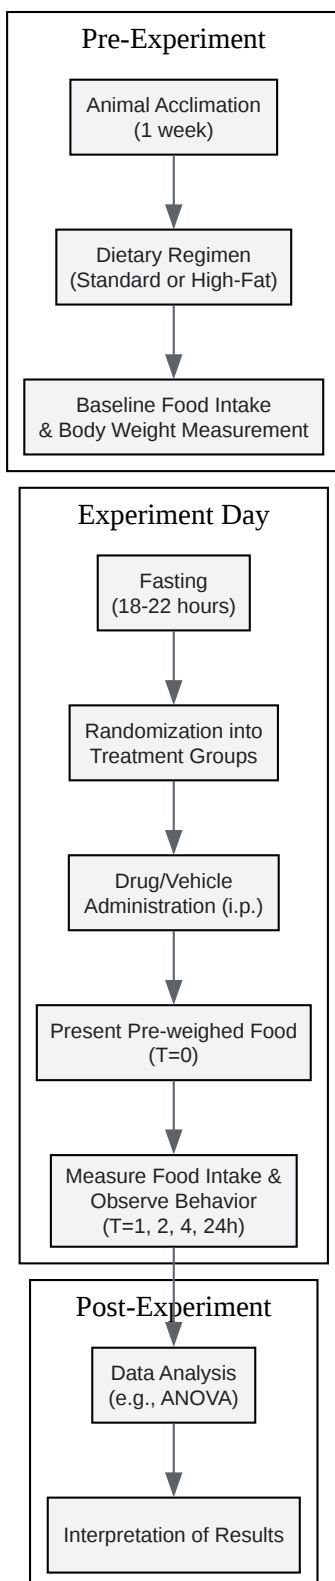 Pre-Experiment
Animal Acclimation
(1 week)
Dietary Regimen
(Standard or High-Fat)
Baseline Food Intake
& Body Weight Measurement
Experiment Day
Fasting
(18-22 hours)
Randomization into
Treatment Groups
Drug/Vehicle
Administration (i.p.)
Present Pre-weighed Food
(T=0)
Measure Food Intake &
Observe Behavior
(T=1, 2, 4, 24h)
Post-Experiment
Data Analysis
(e.g., ANOVA)
Interpretation of Results